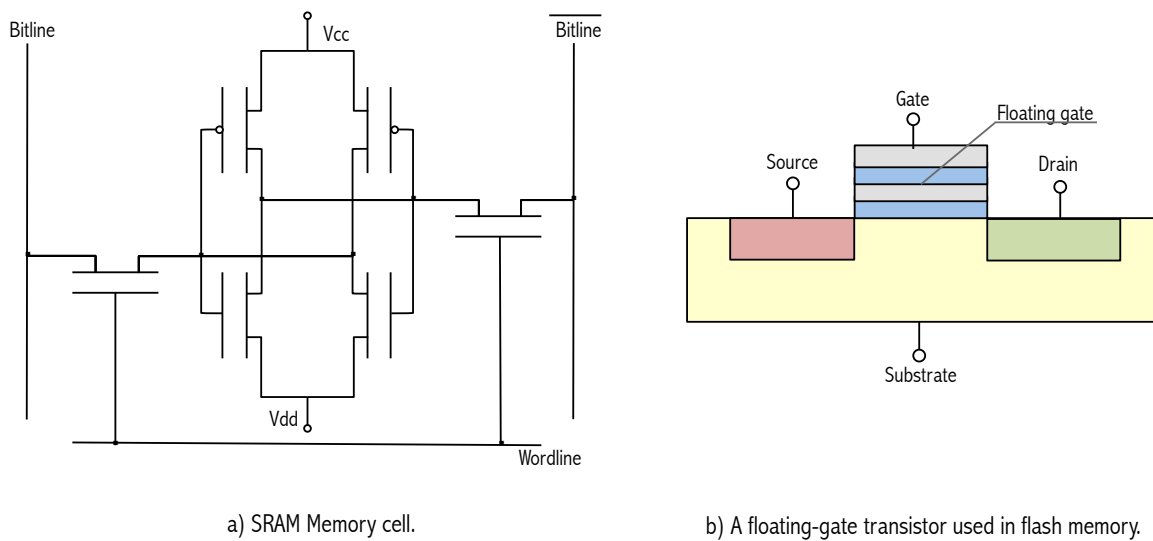 Bitline
Vcc
Bitline
Vdd
Wordline
a) SRAM Memory cell.
Gate
Floating gate
Source
Drain
Substrate
b) A floating-gate transistor used in flash memory.